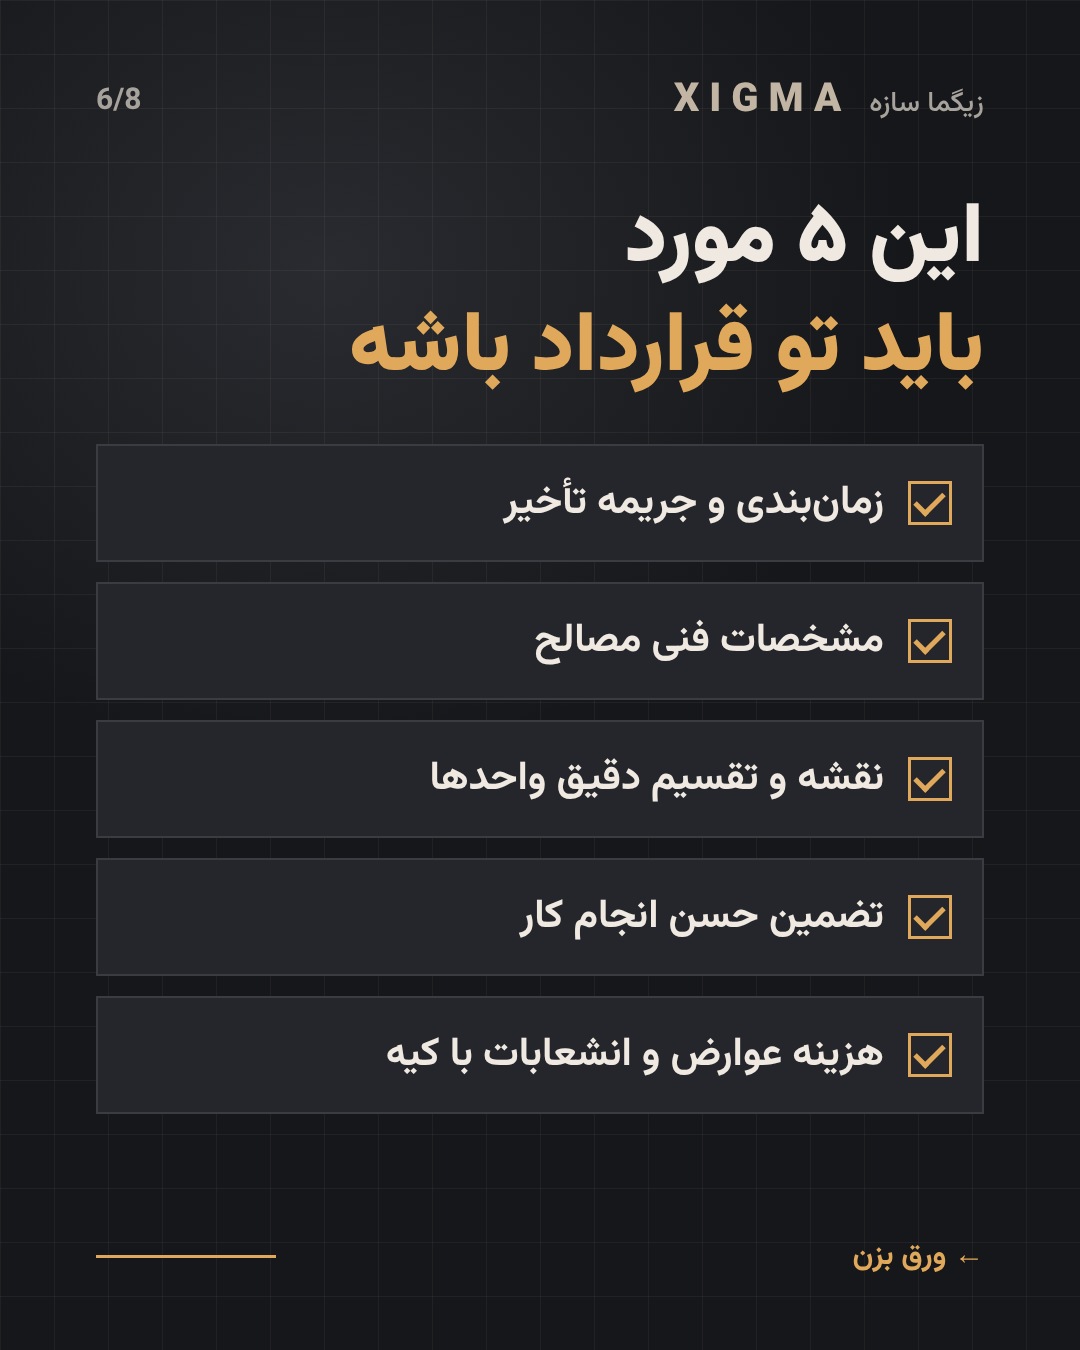 زیگما سازه XIGMA
6/8
این ۵ مورد
باید تو قرارداد باشه
زمان‌بندی و جریمه تأخیر
مشخصات فنی مصالح
نقشه و تقسیم دقیق واحدها
تضمین حسن انجام کار
هزینه عوارض و انشعابات با کیه
← ورق بزن